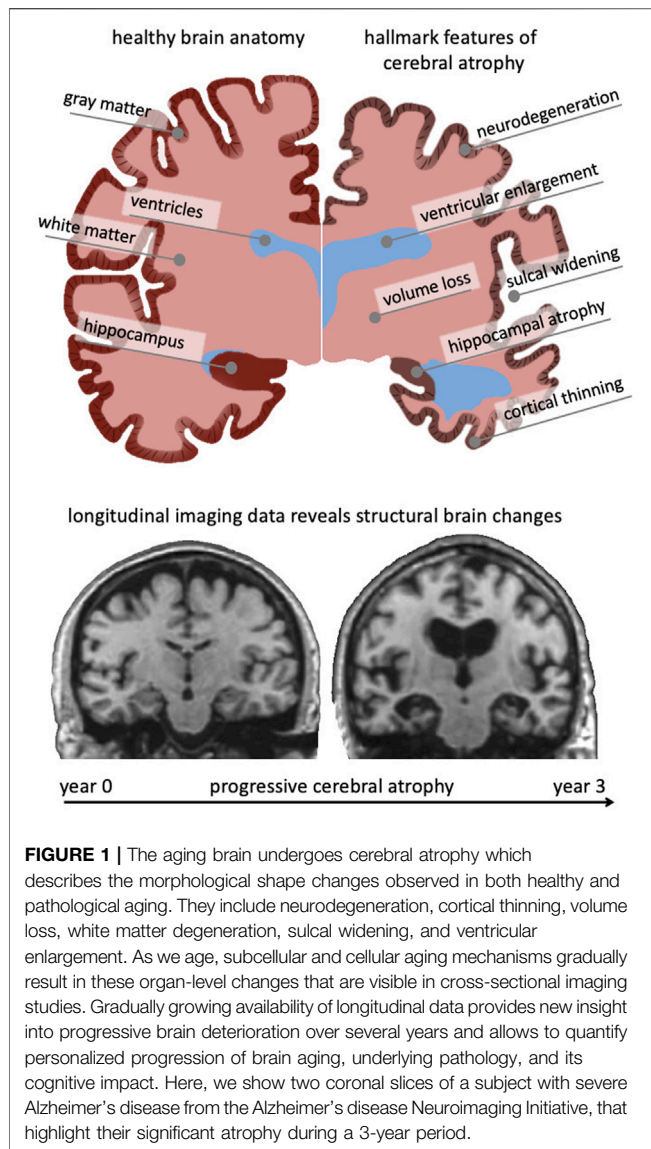 healthy brain anatomy
hallmark features of
cerebral atrophy
gray matter
neurodegeneration
ventricles
ventricular enlargement
white matter
sulcal widening
volume loss
hippocampus
hippocampal atrophy
cortical thinning
longitudinal imaging data reveals structural brain changes
year 0 progressive cerebral atrophy year 3
FIGURE 1 | The aging brain undergoes cerebral atrophy which
describes the morphological shape changes observed in both healthy and
pathological aging. They include neurodegeneration, cortical thinning, volume
loss, white matter degeneration, sulcal widening, and ventricular
enlargement. As we age, subcellular and cellular aging mechanisms gradually
result in these organ-level changes that are visible in cross-sectional imaging
studies. Gradually growing availability of longitudinal data provides new insight
into progressive brain deterioration over several years and allows to quantify
personalized progression of brain aging, underlying pathology, and its
cognitive impact. Here, we show two coronal slices of a subject with severe
Alzheimer's disease from the Alzheimer's disease Neuroimaging Initiative, that
highlight their significant atrophy during a 3-year period.